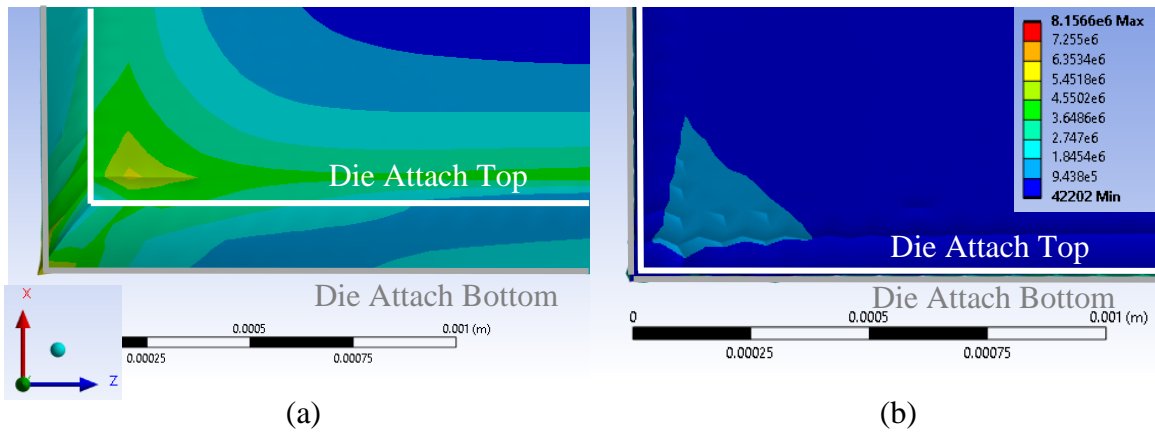 8.1566e6 Max
7.255e6
6.3534e6
5.4518e6
4.5502e6
3.6486e6
2.747e6
1.8454e6
9.438e5
42202 Min
Die Attach Top
Die Attach Top
Die Attach Bottom
Die Attach Bottom
X
Z
0.0005
0.001 (m)
0.00025
0.00075
0
0.0005
0.001 (m)
0.00025
0.00075
(a)
(b)